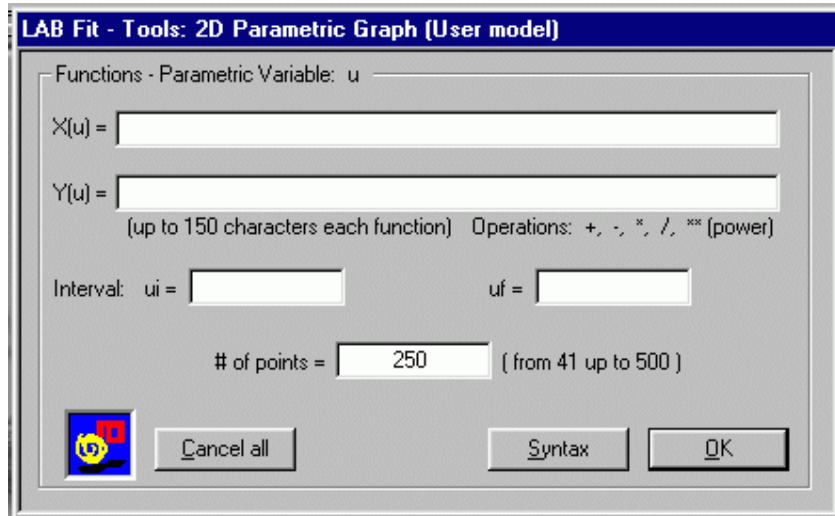 LAB Fit - Tools: 2D Parametric Graph (User model)
Functions - Parametric Variable: u
X(u) =
Y(u) =
(up to 150 characters each function) Operations: +, -, *, /, ** (power)
Interval: ui = uf =
# of points = 250 ( from 41 up to 500 )
Cancel all Syntax OK